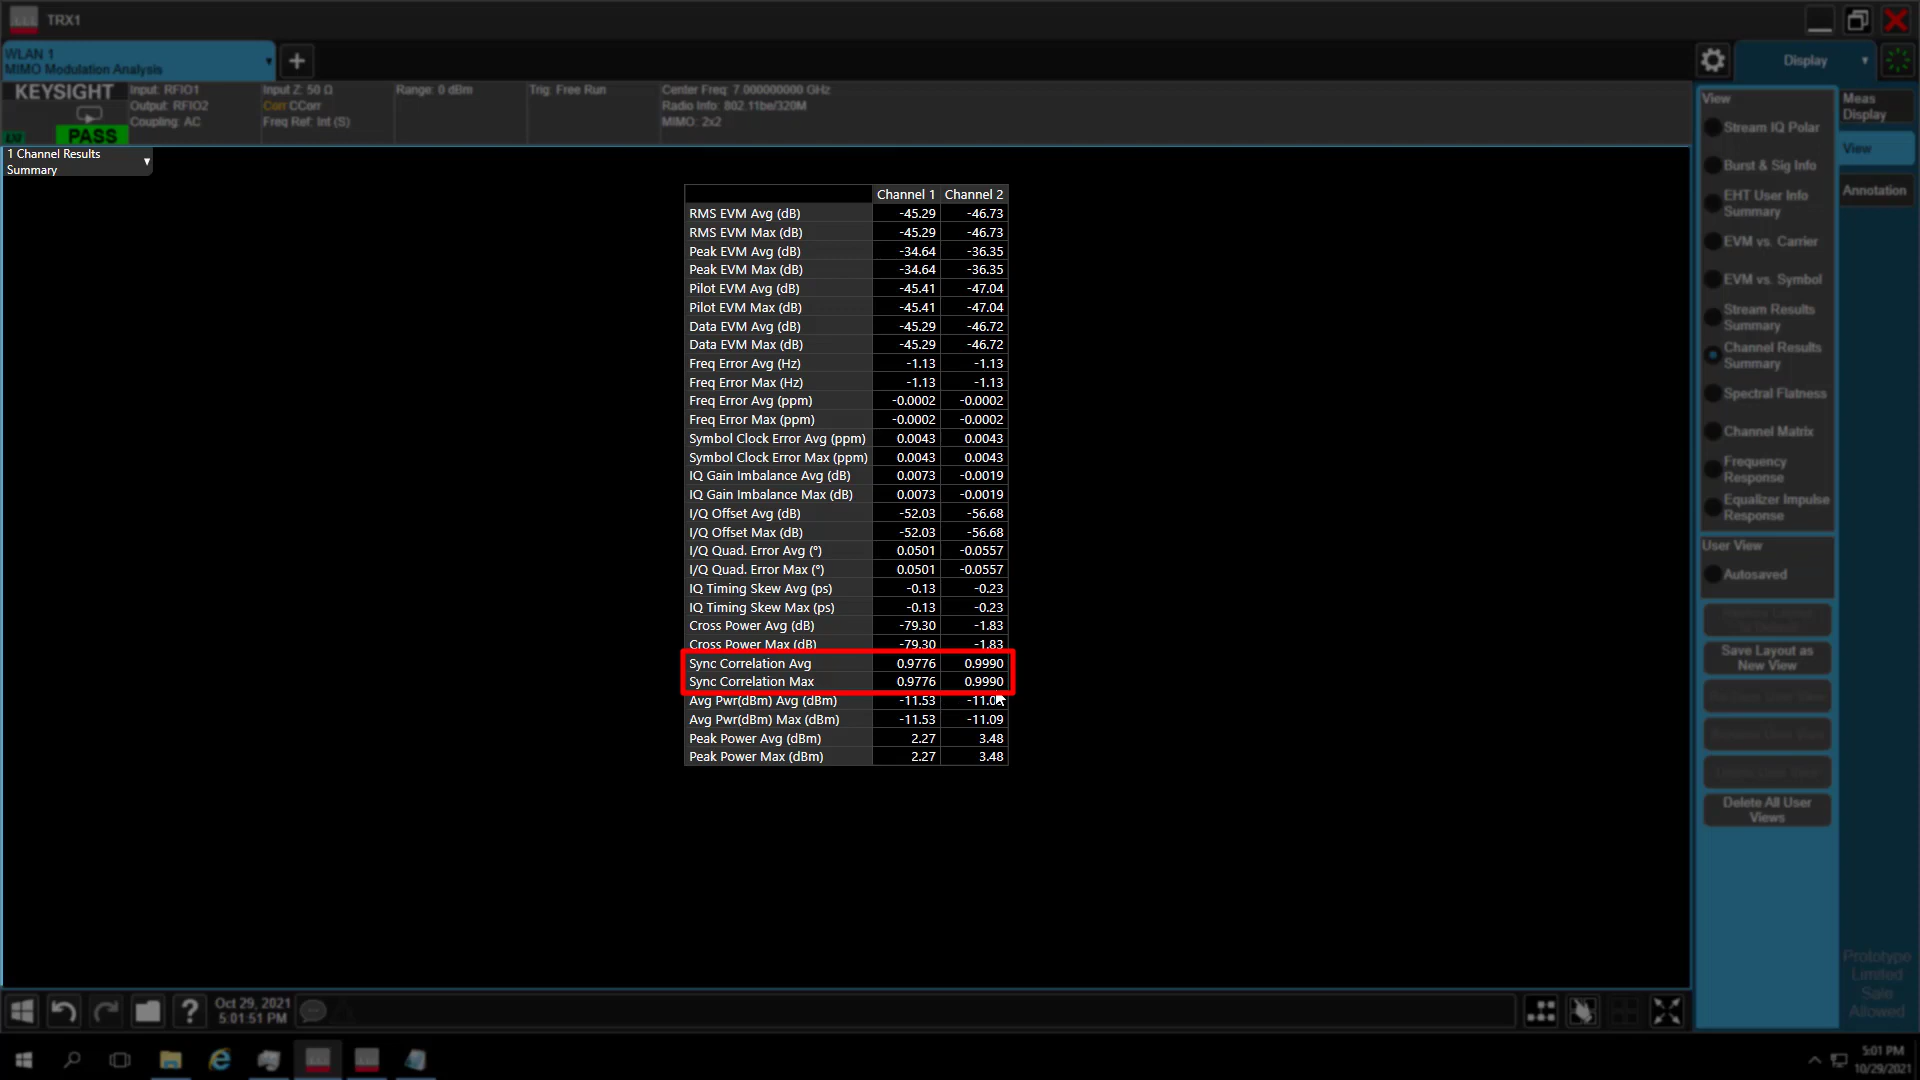 TRX1
WLAN 1
MIMO Modulation Analysis
Display
KEYSIGHT
PASS
Input: RFIO1
Output: RFIO2
Coupling: AC
Input Z: 50 Ω
Corr CCorr
Freq Ref: Int (S)
Range: 0 dBm
Trig: Free Run
Center Freq: 7.000000000 GHz
Radio Info: 802.11be/320M
MIMO: 2x2
1 Channel Results
Summary
Channel 1 Channel 2
RMS EVM Avg (dB) -45.29 -46.73
RMS EVM Max (dB) -45.29 -46.73
Peak EVM Avg (dB) -34.64 -36.35
Peak EVM Max (dB) -34.64 -36.35
Pilot EVM Avg (dB) -45.41 -47.04
Pilot EVM Max (dB) -45.41 -47.04
Data EVM Avg (dB) -45.29 -46.72
Data EVM Max (dB) -45.29 -46.72
Freq Error Avg (Hz) -1.13 -1.13
Freq Error Max (Hz) -1.13 -1.13
Freq Error Avg (ppm) -0.0002 -0.0002
Freq Error Max (ppm) -0.0002 -0.0002
Symbol Clock Error Avg (ppm) 0.0043 0.0043
Symbol Clock Error Max (ppm) 0.0043 0.0043
IQ Gain Imbalance Avg (dB) 0.0073 -0.0019
IQ Gain Imbalance Max (dB) 0.0073 -0.0019
I/Q Offset Avg (dB) -52.03 -56.68
I/Q Offset Max (dB) -52.03 -56.68
I/Q Quad. Error Avg (°) 0.0501 -0.0557
I/Q Quad. Error Max (°) 0.0501 -0.0557
IQ Timing Skew Avg (ps) -0.13 -0.23
IQ Timing Skew Max (ps) -0.13 -0.23
Cross Power Avg (dB) -79.30 -1.83
Cross Power Max (dB) -79.30 -1.83
Sync Correlation Avg 0.9776 0.9990
Sync Correlation Max 0.9776 0.9990
Avg Pwr(dBm) Avg (dBm) -11.53
Avg Pwr(dBm) Max (dBm) -11.53 -11.09
Peak Power Avg (dBm) 2.27 3.48
Peak Power Max (dBm) 2.27 3.48
View
Stream IQ Polar
Burst & Sig Info
EHT User Info
Summary
EVM vs. Carrier
EVM vs. Symbol
Stream Results
Summary
Channel Results
Summary
Spectral Flatness
Channel Matrix
Frequency
Response
Equalizer Impulse
Response
User View
Autosaved
Save Layout as
New View
Delete All User
Views
Meas
Display
View
Annotation
Prototype
Limited
Sale
Allowed
Oct 29, 2021
5:01:51 PM
5:01 PM
10/29/2021